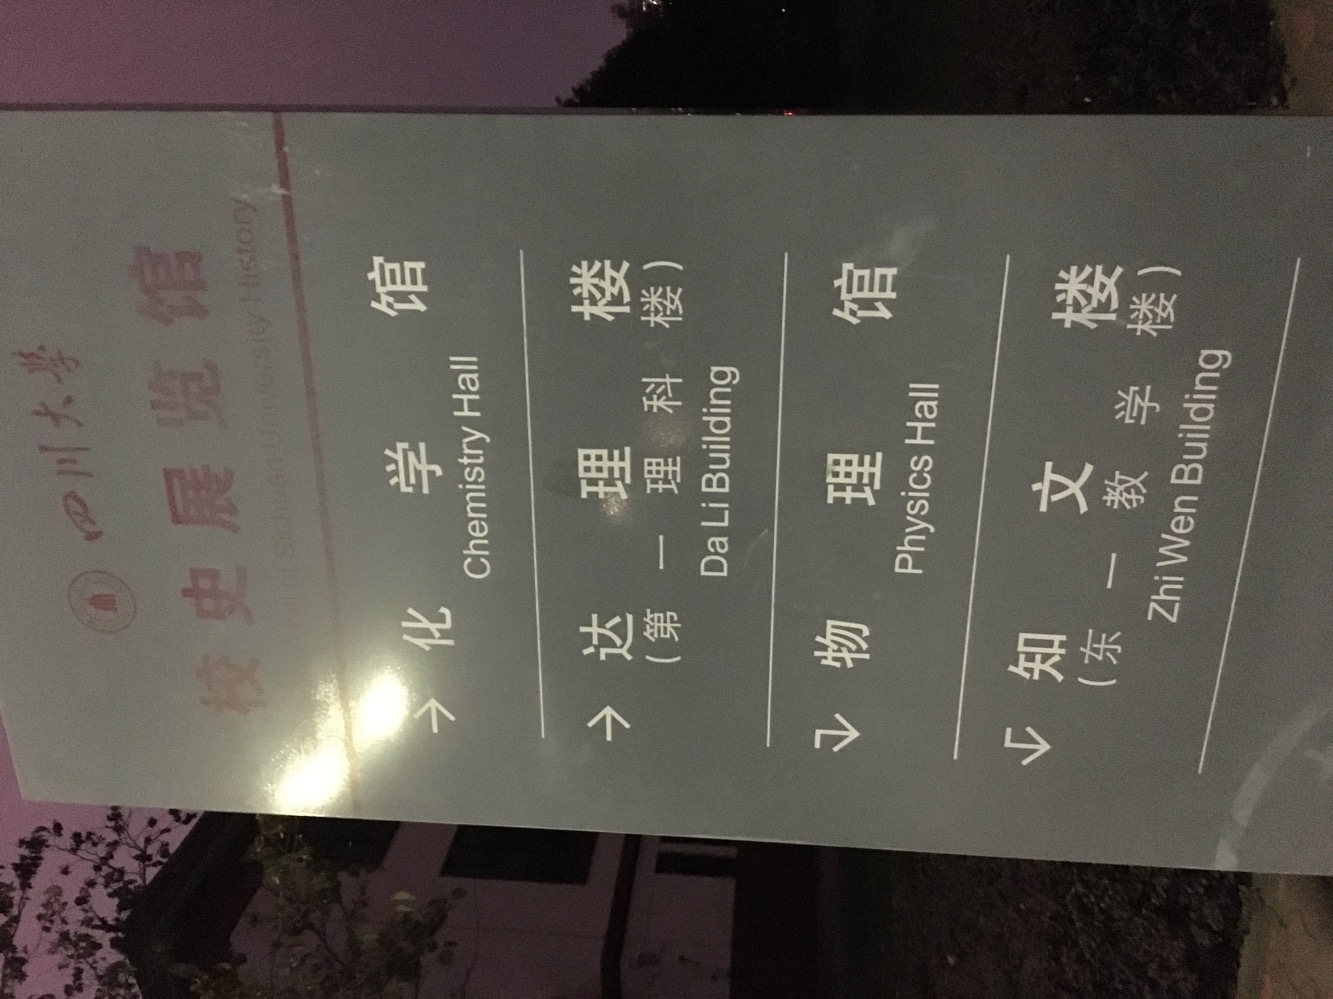 四川大学
校史展览馆
Sichuan University History
化学馆
Chemistry Hall
达理楼
(第一理科楼)
Da Li Building
物理馆
Physics Hall
知文楼
(东一教学楼)
Zhi Wen Building